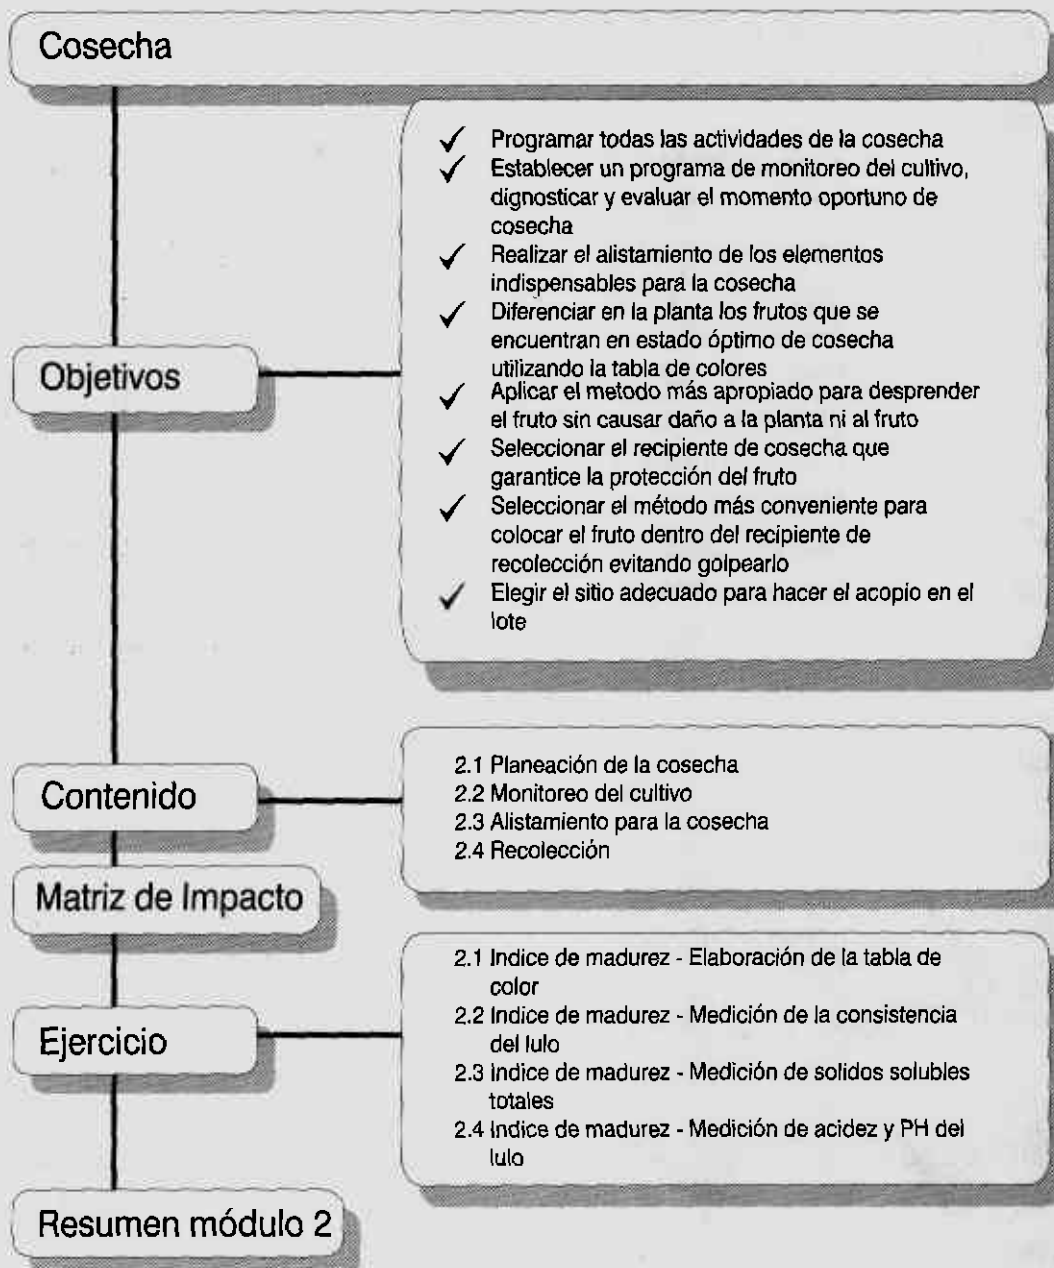 Cosecha
✓ Programar todas las actividades de la cosecha
✓ Establecer un programa de monitoreo del cultivo,
dignosticar y evaluar el momento oportuno de
cosecha
✓ Realizar el alistamiento de los elementos
indispensables para la cosecha
✓ Diferenciar en la planta los frutos que se
encuentran en estado óptimo de cosecha
utilizando la tabla de colores
✓ Aplicar el metodo más apropiado para desprender
el fruto sin causar daño a la planta ni al fruto
✓ Seleccionar el recipiente de cosecha que
garantice la protección del fruto
✓ Seleccionar el método más conveniente para
colocar el fruto dentro del recipiente de
recolección evitando golpearlo
✓ Elegir el sitio adecuado para hacer el acopio en el
lote
Objetivos
Contenido
2.1 Planeación de la cosecha
2.2 Monitoreo del cultivo
2.3 Alistamiento para la cosecha
2.4 Recolección
Matriz de Impacto
Ejercicio
2.1 Indice de madurez - Elaboración de la tabla de
color
2.2 Indice de madurez - Medición de la consistencia
del lulo
2.3 Indice de madurez - Medición de solidos solubles
totales
2.4 Indice de madurez - Medición de acidez y PH del
lulo
Resumen módulo 2